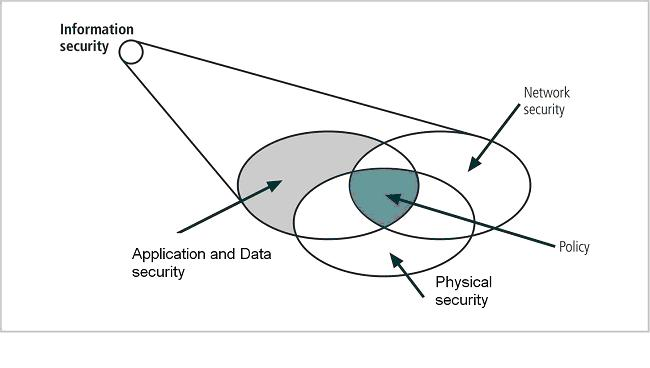 Information
security
Network
security
Application and Data
security
Policy
Physical
security